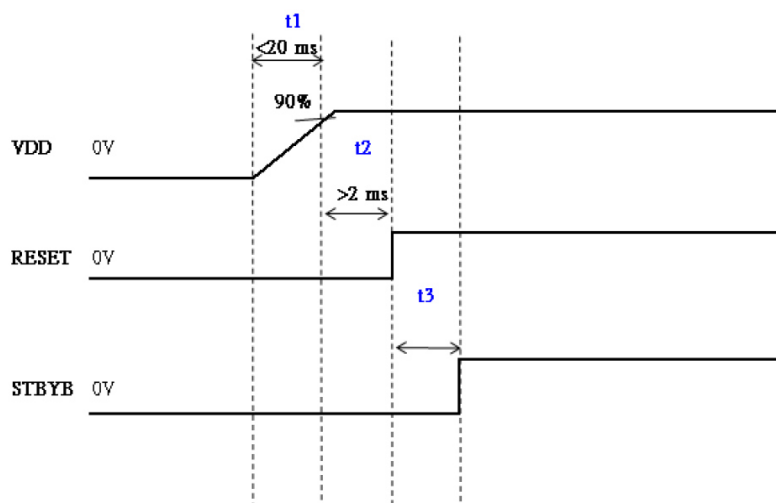 t1
<20 ms
90%
VDD 0V
t2
>2 ms
RESET 0V
t3
STBYB 0V